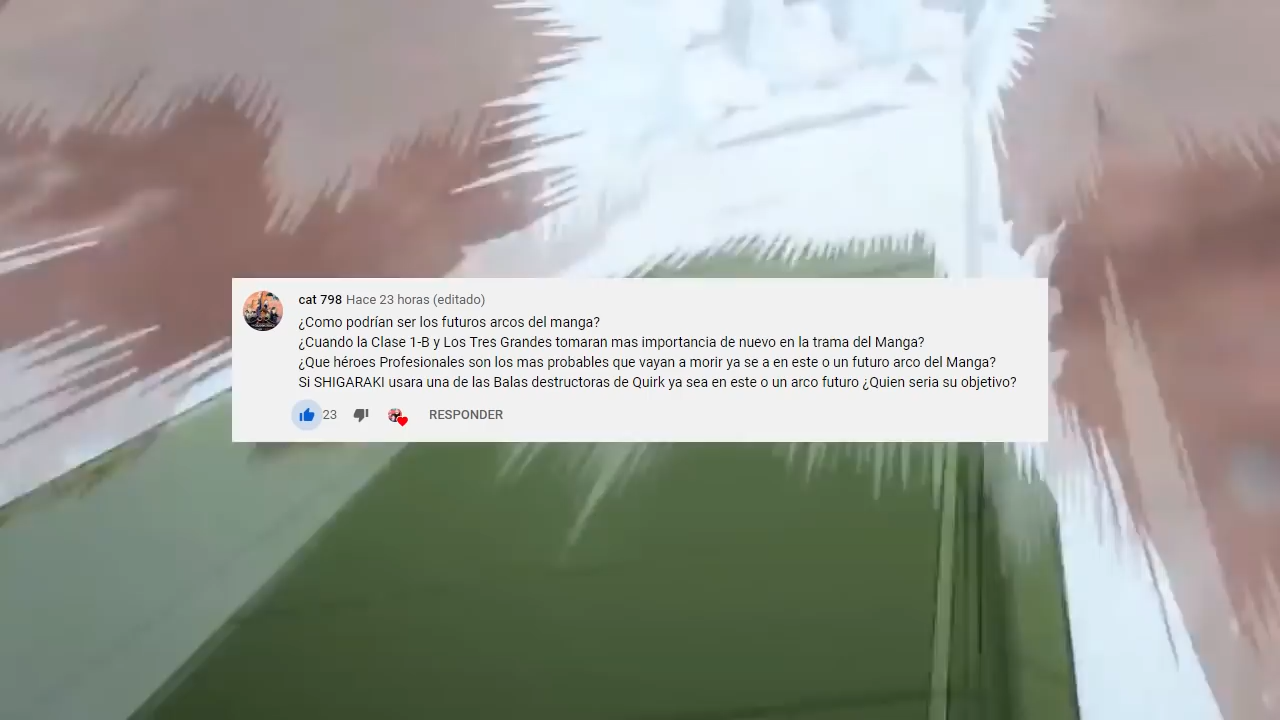 cat 798 Hace 23 horas (editado)
¿Como podrían ser los futuros arcos del manga?
¿Cuando la Clase 1-B y Los Tres Grandes tomaran mas importancia de nuevo en la trama del Manga?
¿Que héroes Profesionales son los mas probables que vayan a morir ya se a en este o un futuro arco del Manga?
Si SHIGARAKI usara una de las Balas destructoras de Quirk ya sea en este o un arco futuro ¿Quien seria su objetivo?
23 RESPONDER